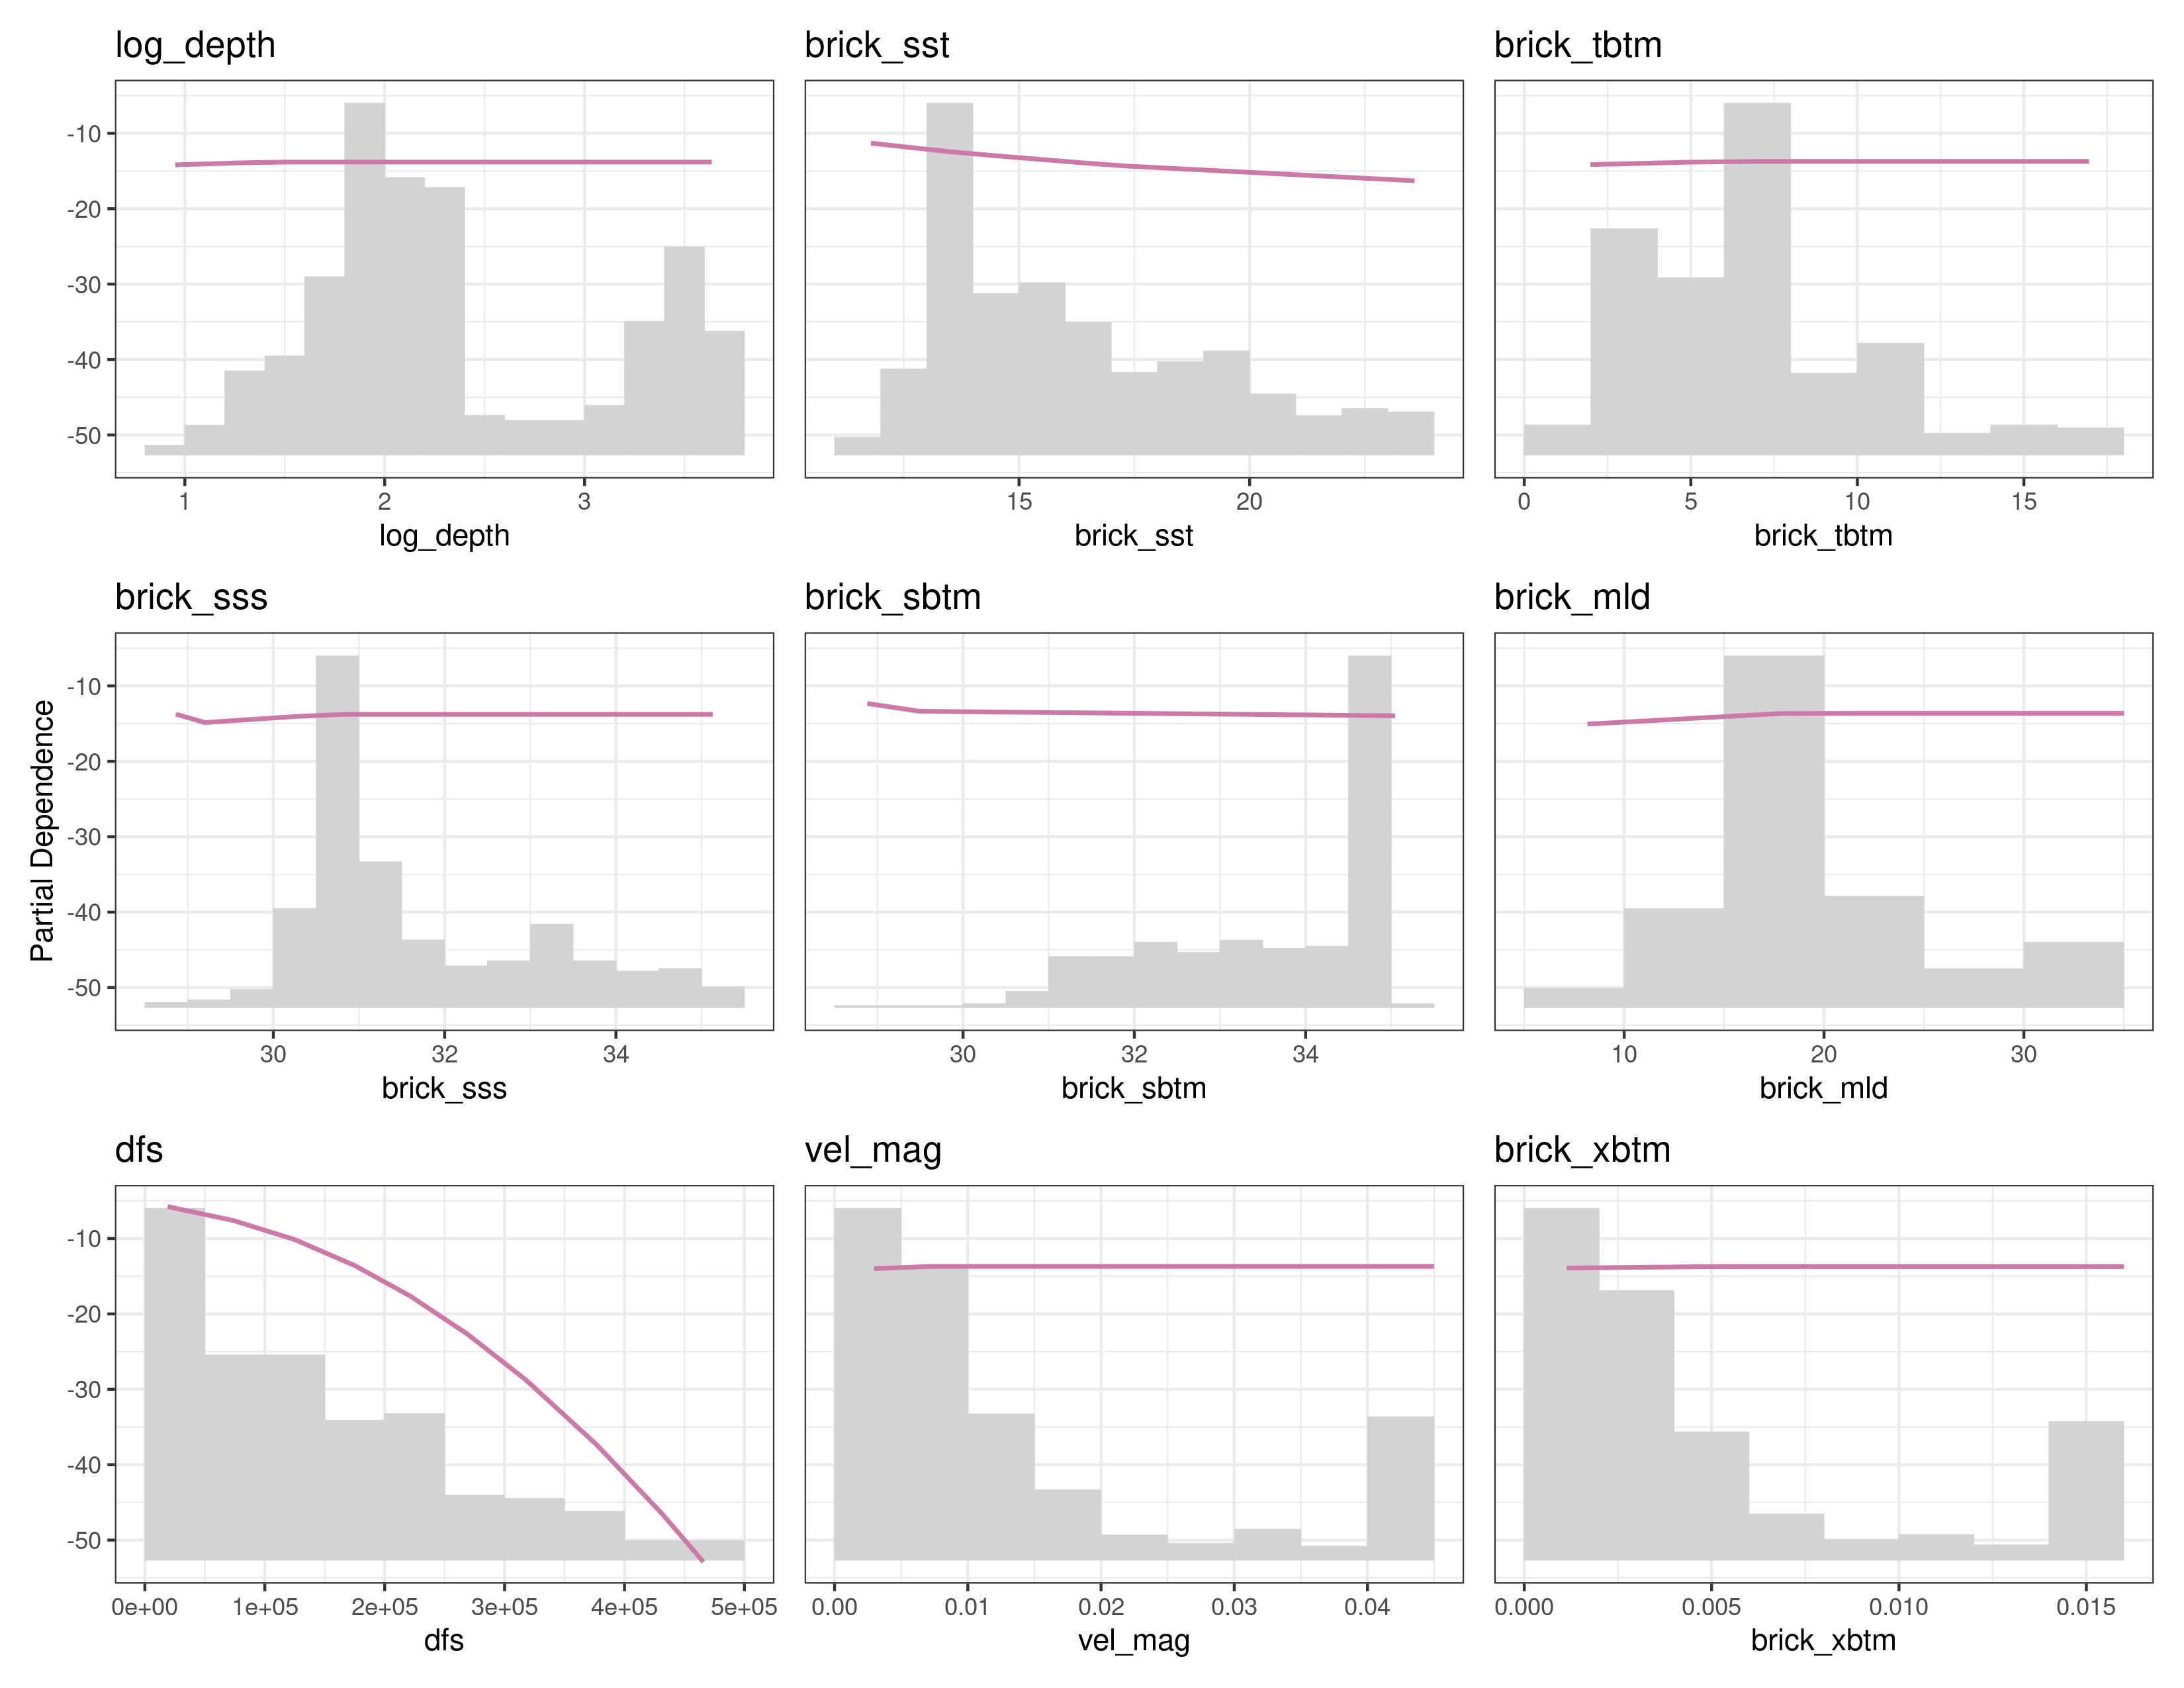 log_depth brick_sst brick_tbtm
-10
-20
-30
-40
-50
1 2 3 15 20 0 5 10 15
log_depth brick_sst brick_tbtm
brick_sss brick_sbtm brick_mld
Partial Dependence
-10
-20
-30
-40
-50
30 32 34 30 32 34 10 20 30
brick_sss brick_sbtm brick_mld
dfs vel_mag brick_xbtm
-10
-20
-30
-40
-50
0e+00 1e+05 2e+05 3e+05 4e+05 5e+05 0.00 0.01 0.02 0.03 0.04 0.000 0.005 0.010 0.015
dfs vel_mag brick_xbtm